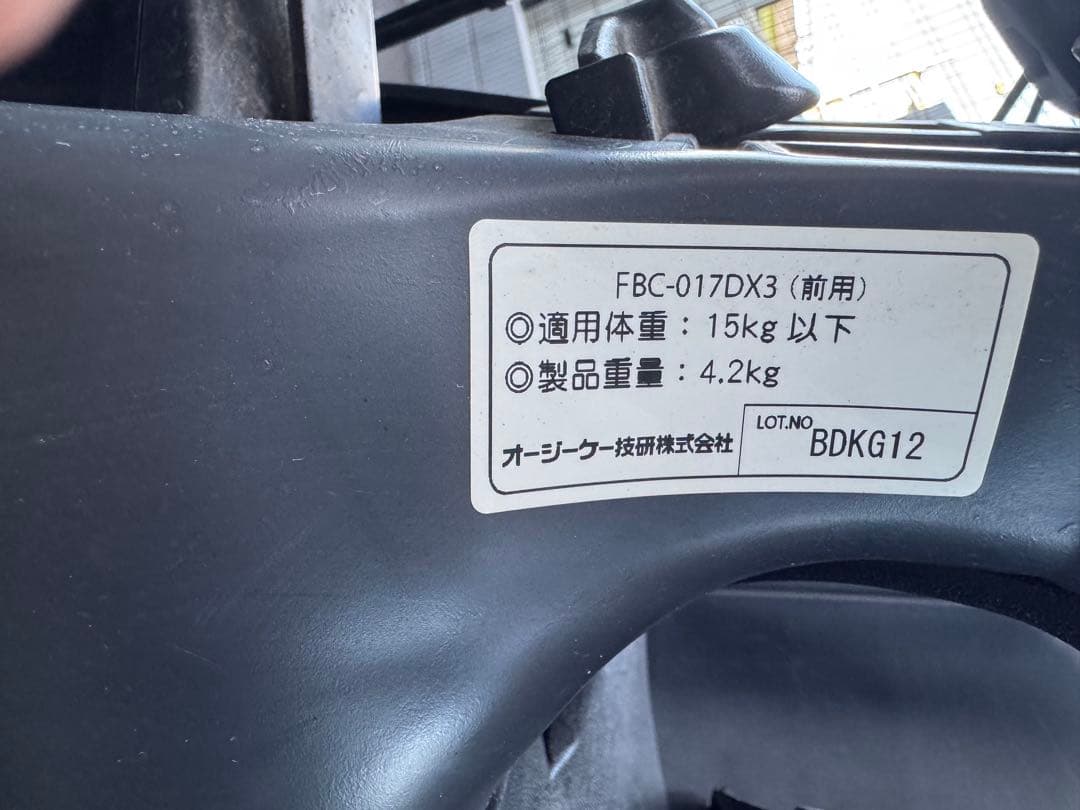 FBC-017DX3（前用）
◎適用体重：15kg 以下
◎製品重量：4.2kg
オージーケー技研株式会社
LOT.NO BDKG12